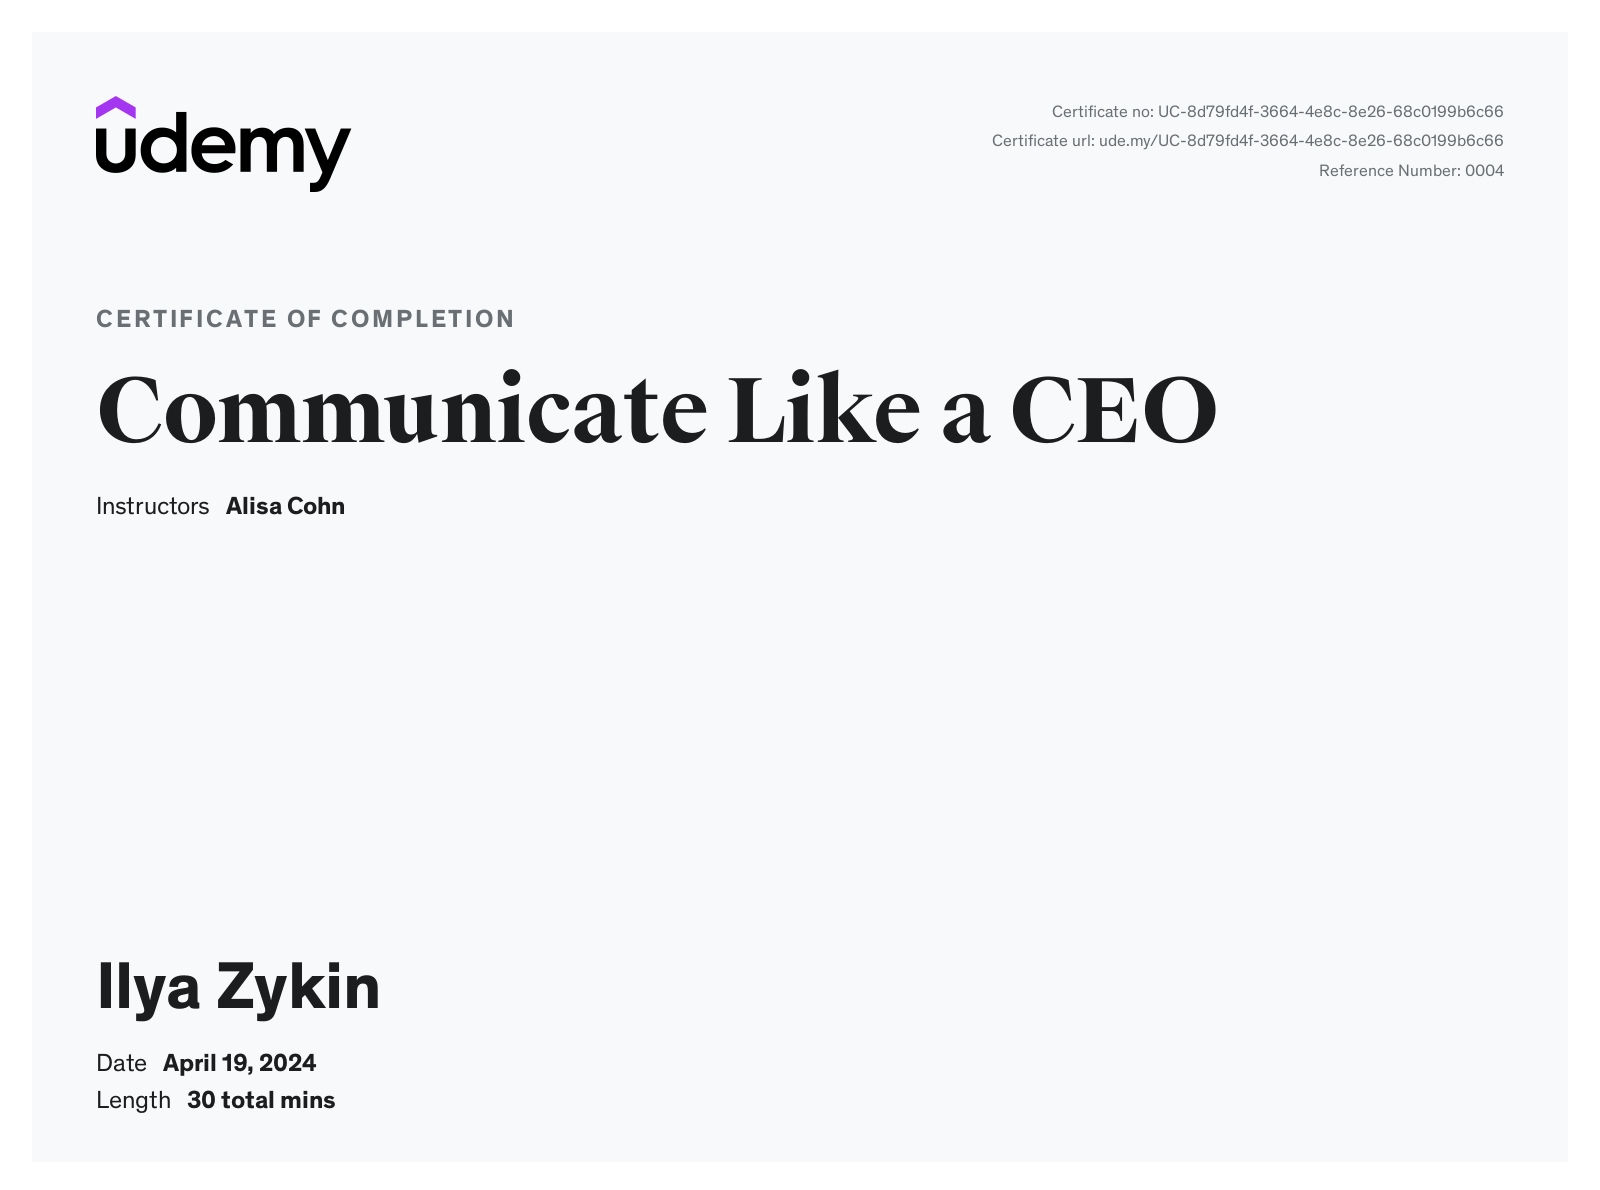 udemy
Certificate no: UC-8d79fd4f-3664-4e8c-8e26-68c0199b6c66
Certificate url: ude.my/UC-8d79fd4f-3664-4e8c-8e26-68c0199b6c66
Reference Number: 0004
CERTIFICATE OF COMPLETION
Communicate Like a CEO
Instructors Alisa Cohn
Ilya Zykin
Date April 19, 2024
Length 30 total mins